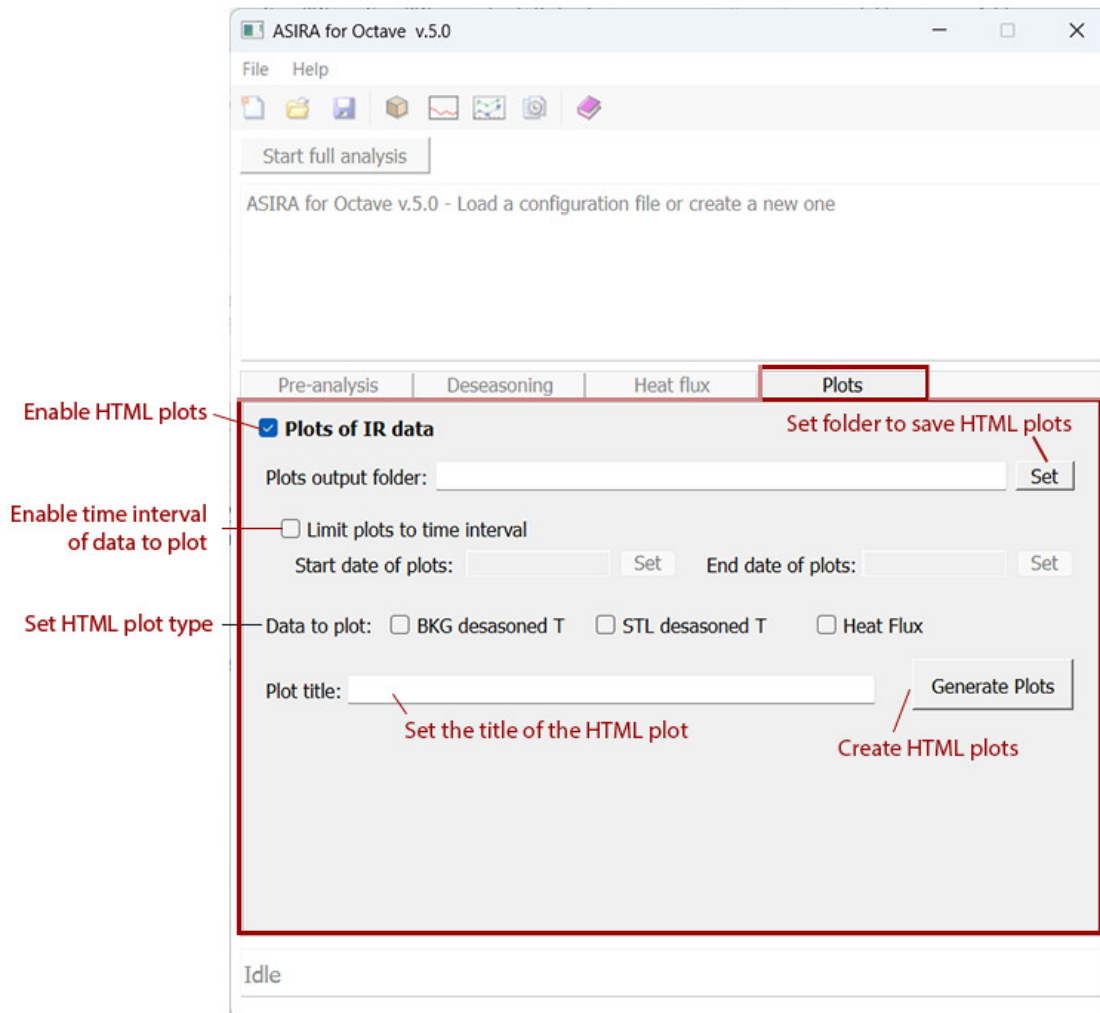 ASIRA for Octave v.5.0
File Help
Start full analysis
ASIRA for Octave v.5.0 - Load a configuration file or create a new one
Pre-analysis Deseasoning Heat flux Plots
Enable HTML plots
Plots of IR data
Set folder to save HTML plots
Plots output folder: Set
Enable time interval
of data to plot
Limit plots to time interval
Start date of plots: Set End date of plots: Set
Set HTML plot type
Data to plot: BKG desasoned T STL desasoned T Heat Flux
Plot title: Generate Plots
Set the title of the HTML plot
Create HTML plots
Idle